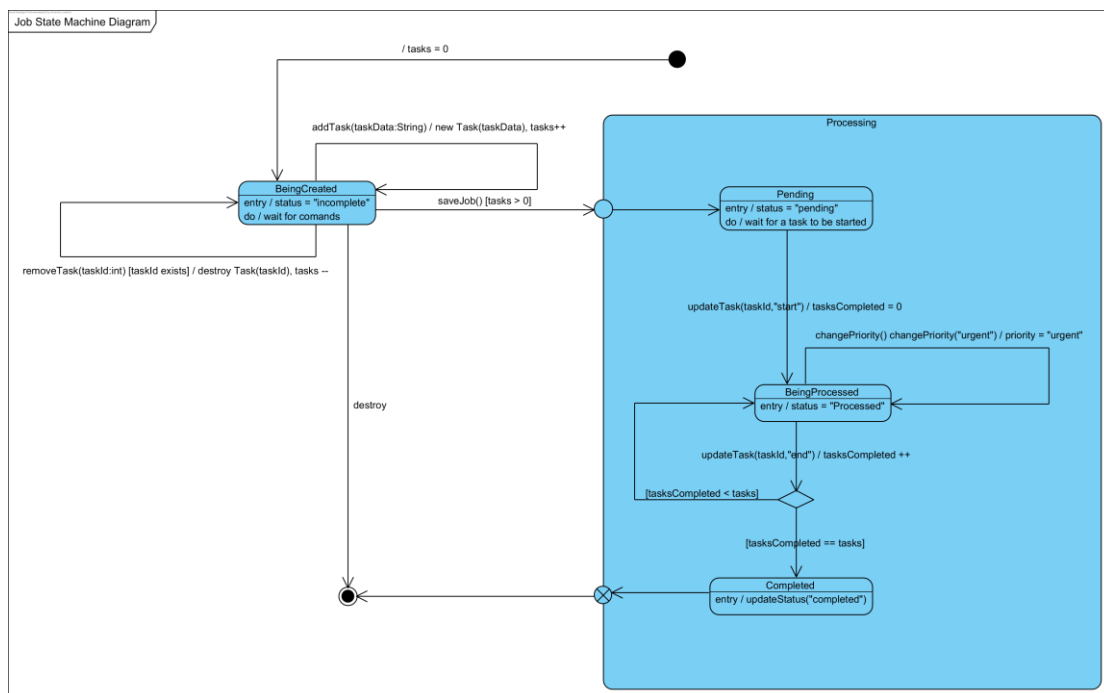 Job State Machine Diagram
/ tasks = 0
addTask(taskData:String) / new Task(taskData), tasks++
Processing
BeingCreated
entry / status = "incomplete"
do / wait for comands
saveJob() [tasks > 0]
Pending
entry / status = "pending"
do / wait for a task to be started
removeTask(taskId:int) [taskId exists] / destroy Task(taskId), tasks --
updateTask(taskId,"start") / tasksCompleted = 0
changePriority() changePriority("urgent") / priority = "urgent"
BeingProcessed
entry / status = "Processed"
destroy
updateTask(taskId,"end") / tasksCompleted ++
[tasksCompleted < tasks]
[tasksCompleted == tasks]
Completed
entry / updateStatus("completed")